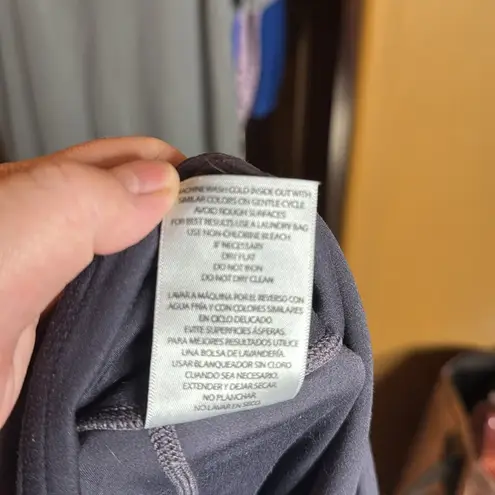 MACHINE WASH COLD INSIDE OUT WITH
SIMILAR COLORS ON GENTLE CYCLE
AVOID ROUGH SURFACES
FOR BEST RESULTS USE A LAUNDRY BAG
USE NON-CHLORINE BLEACH
IF NECESSARY
DRY FLAT
DO NOT IRON
DO NOT DRY CLEAN
LAVAR A MÁQUINA POR EL REVERSO CON
AGUA FRÍA Y CON COLORES SIMILARES
EN CICLO DELICADO.
EVITE SUPERFICIES ÁSPERAS.
PARA MEJORES RESULTADOS UTILICE
UNA BOLSA DE LAVANDERÍA.
USAR BLANQUEADOR SIN CLORO
CUANDO SEA NECESARIO.
EXTENDER Y DEJAR SECAR.
NO PLANCHAR.
NO LAVAR EN SECO.